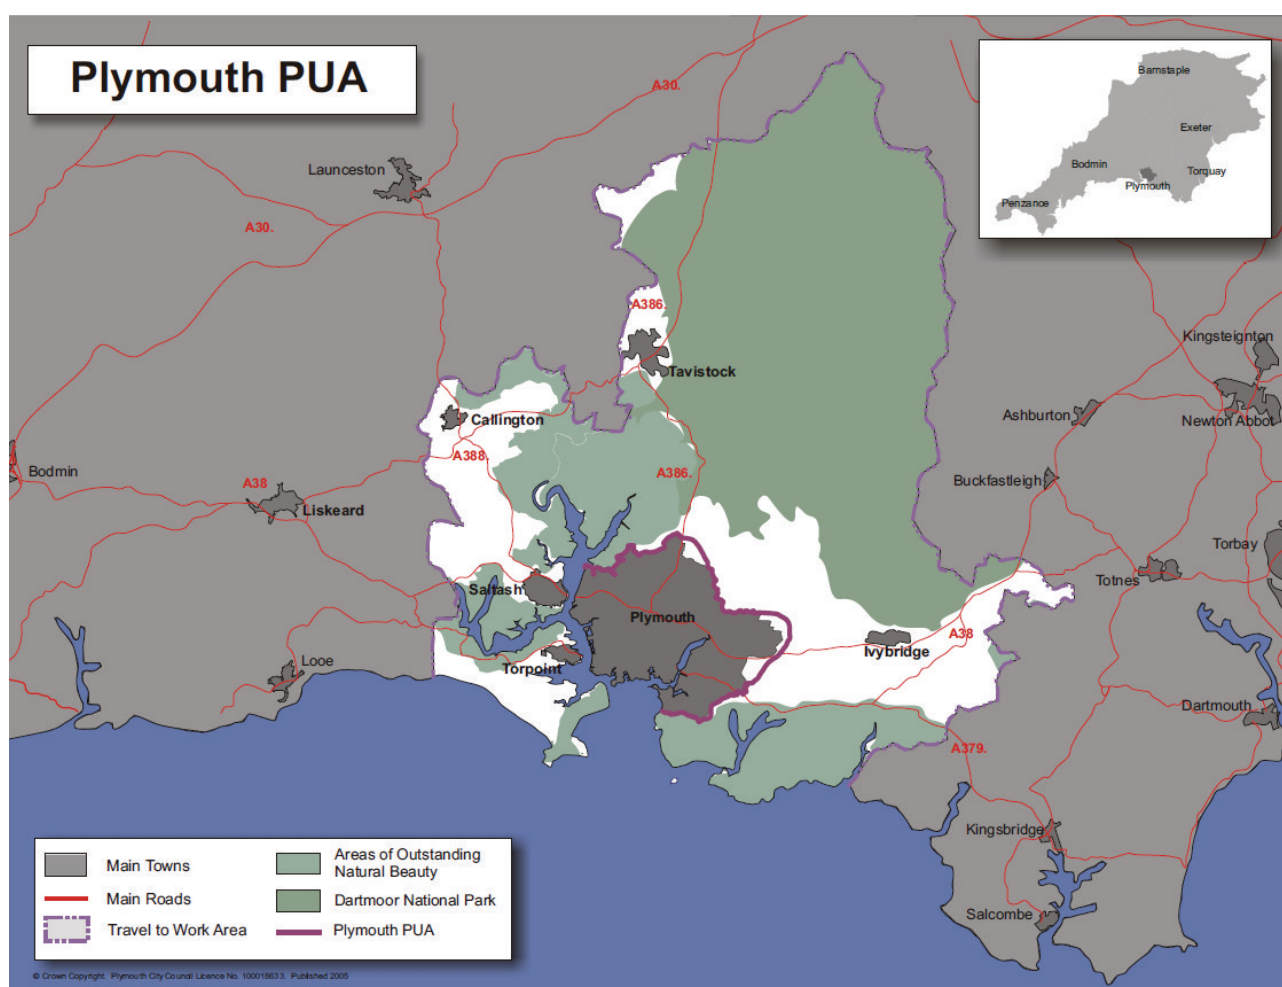 Plymouth PUA
A30.
Barnstaple
Exeter
Bodmin
Torquay
Plymouth
Penzance
Launceston
A30.
A386.
Kingsteignton
Tavistock
Ashburton
Newton Abbot
Callington
A388.
A386.
Bodmin
A38
Liskeard
Buckfastleigh
Torbay
Totnes
Saltash
Plymouth
A38
Ivybridge
Looe
Torpoint
Dartmouth
A379.
Kingsbridge
Salcombe
Main Towns
Main Roads
Travel to Work Area
Areas of Outstanding
Natural Beauty
Dartmoor National Park
Plymouth PUA
© Crown Copyright. Plymouth City Council Licence No. 100018633. Published 2005